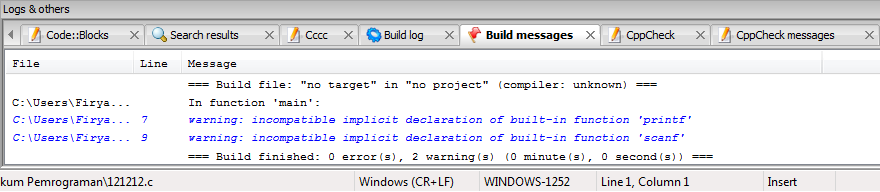 Logs & others
Code::Blocks Search results Cccc Build log Build messages CppCheck CppCheck messages
File Line Message
=== Build file: "no target" in "no project" (compiler: unknown) ===
C:\Users\Firya... In function 'main':
C:\Users\Firya... 7 warning: incompatible implicit declaration of built-in function 'printf'
C:\Users\Firya... 9 warning: incompatible implicit declaration of built-in function 'scanf'
=== Build finished: 0 error(s), 2 warning(s) (0 minute(s), 0 second(s)) ===
kum Pemrograman\121212.c Windows (CR+LF) WINDOWS-1252 Line 1, Column 1 Insert